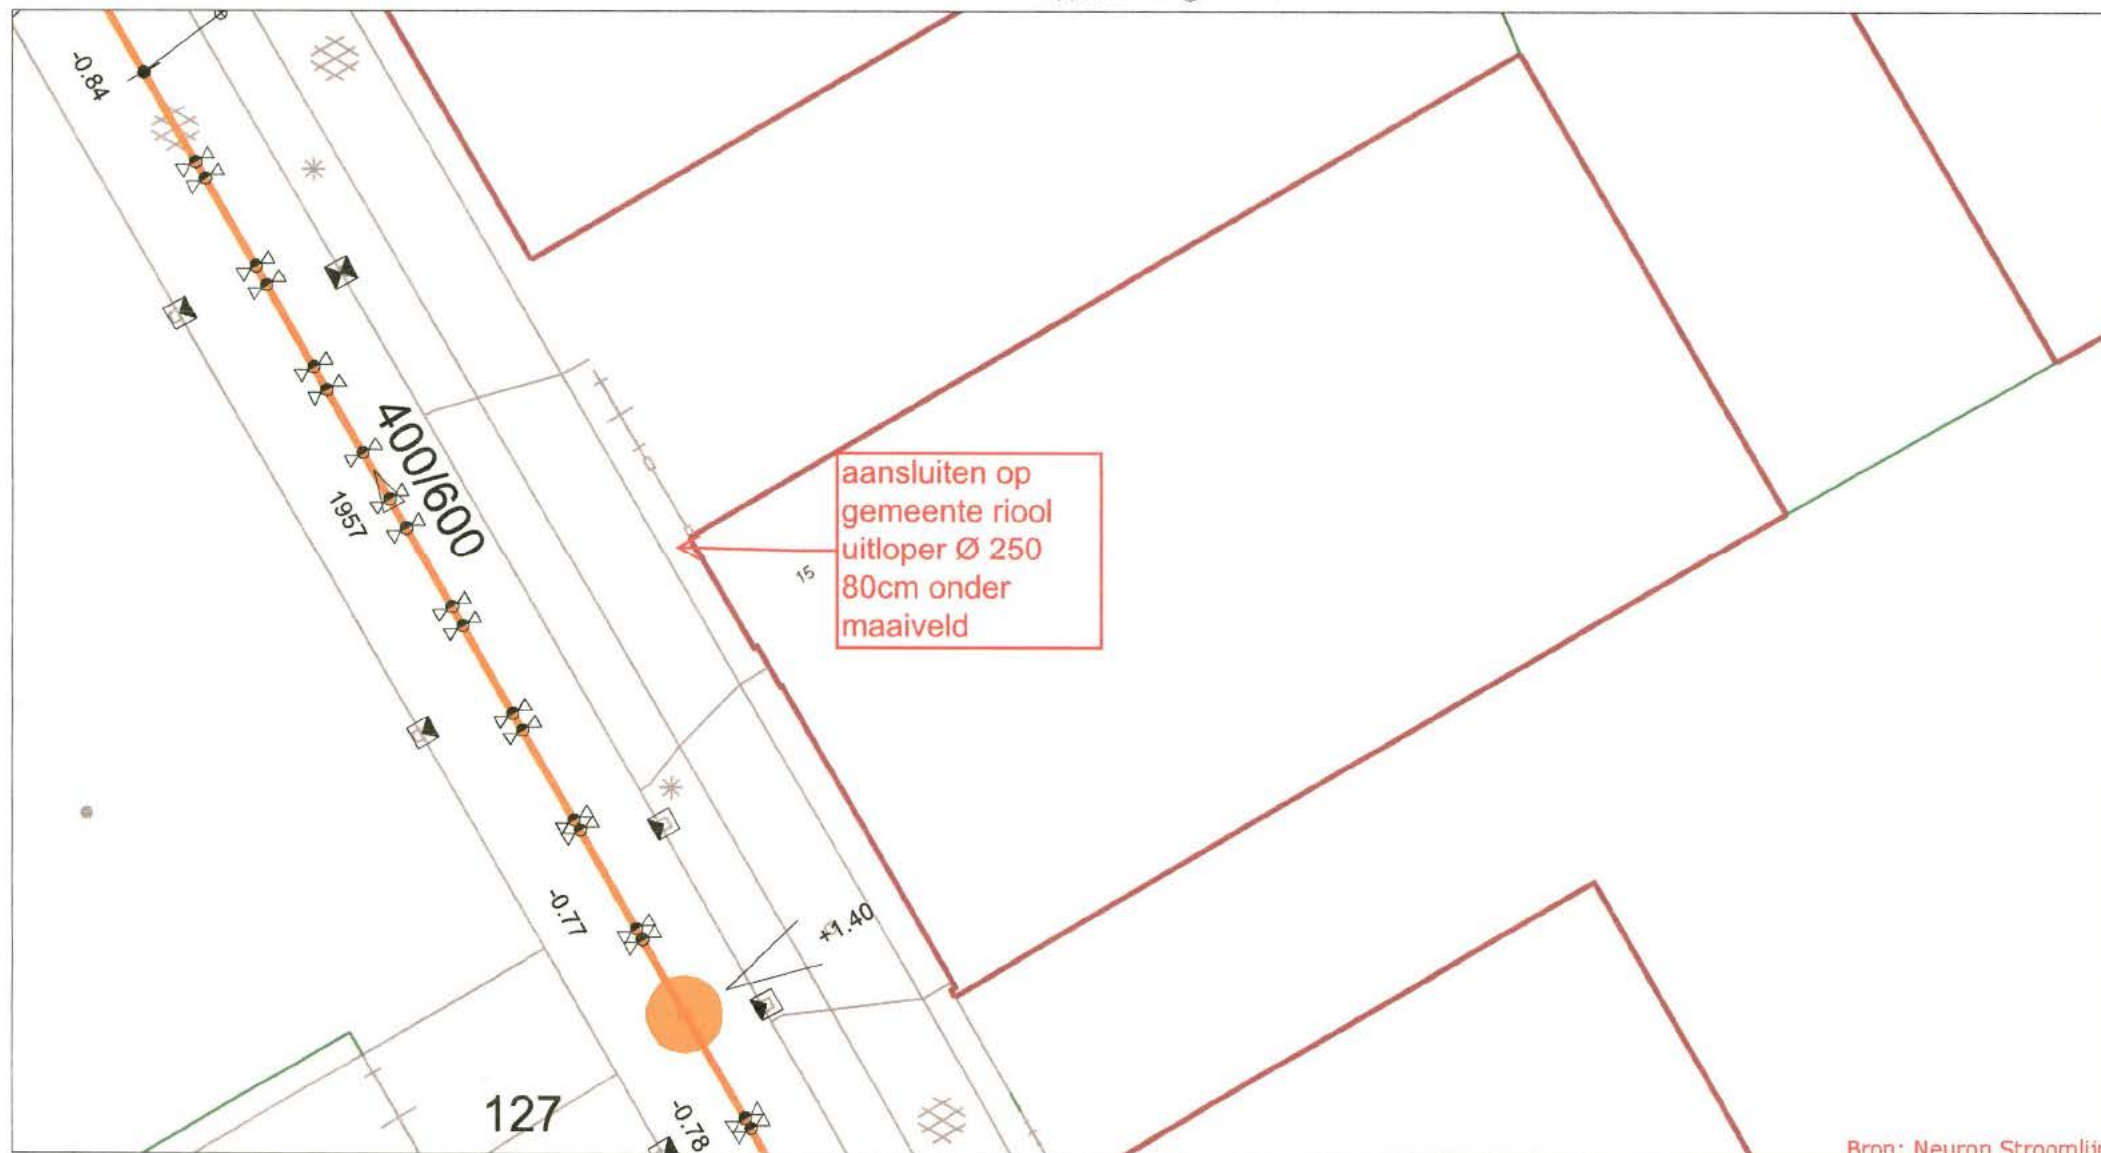 -0.84
400/600
1957
aansluiten op
gemeente riool
uitloper Ø 250
80cm onder
maaiveld
15
-0.77
+1.40
127
-0.78
Bron: Neuron Stroomlijn